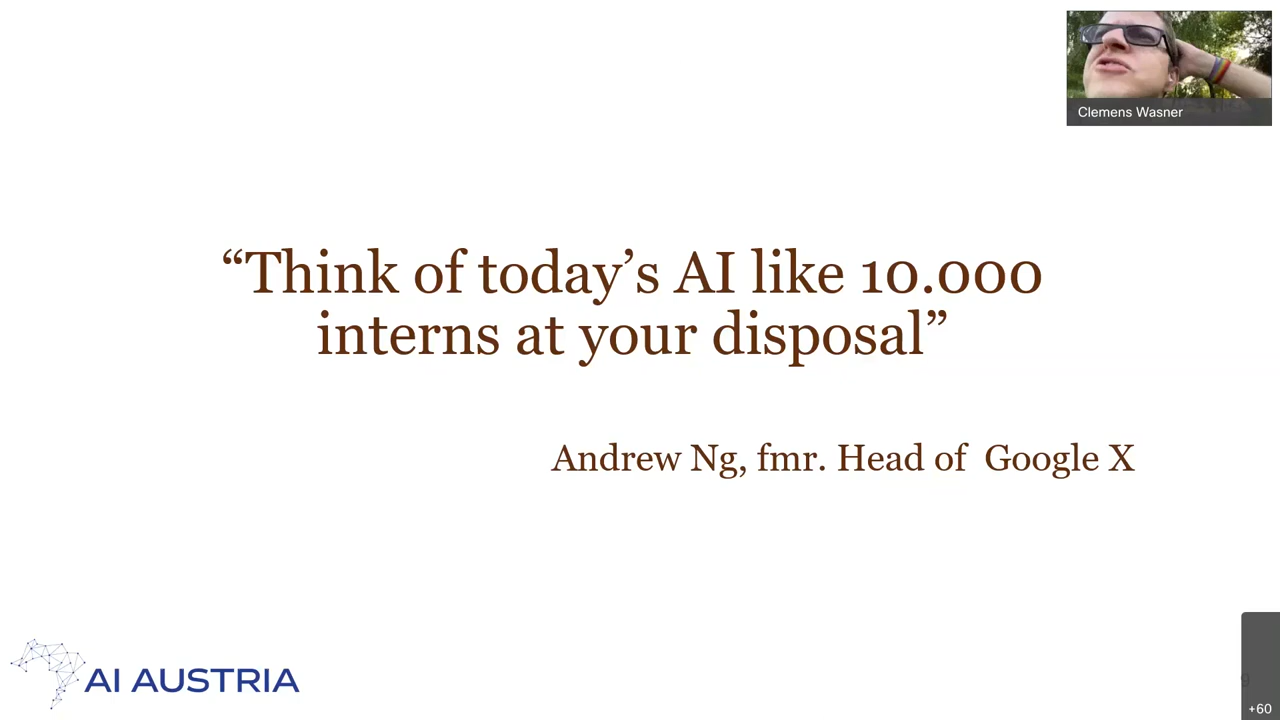 Clemens Wasner
“Think of today’s AI like 10.000
interns at your disposal”
Andrew Ng, fmr. Head of  Google X
AI AUSTRIA
+60